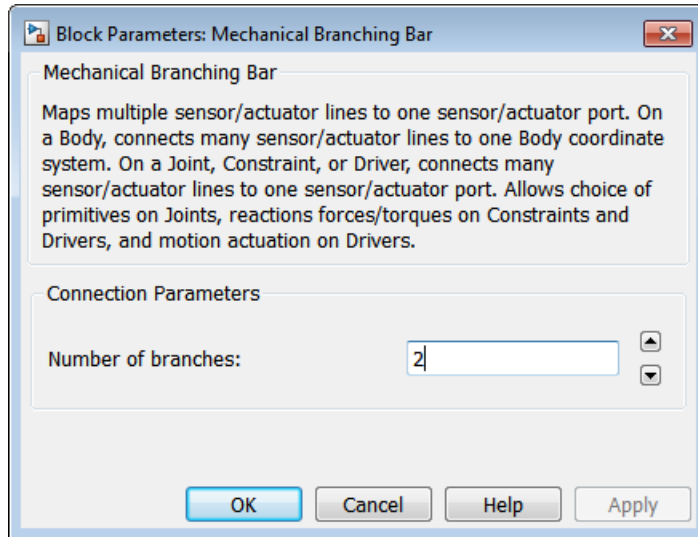 Block Parameters: Mechanical Branching Bar
Mechanical Branching Bar
Maps multiple sensor/actuator lines to one sensor/actuator port. On
a Body, connects many sensor/actuator lines to one Body coordinate
system. On a Joint, Constraint, or Driver, connects many
sensor/actuator lines to one sensor/actuator port. Allows choice of
primitives on Joints, reactions forces/torques on Constraints and
Drivers, and motion actuation on Drivers.
Connection Parameters
Number of branches: 2
OK Cancel Help Apply